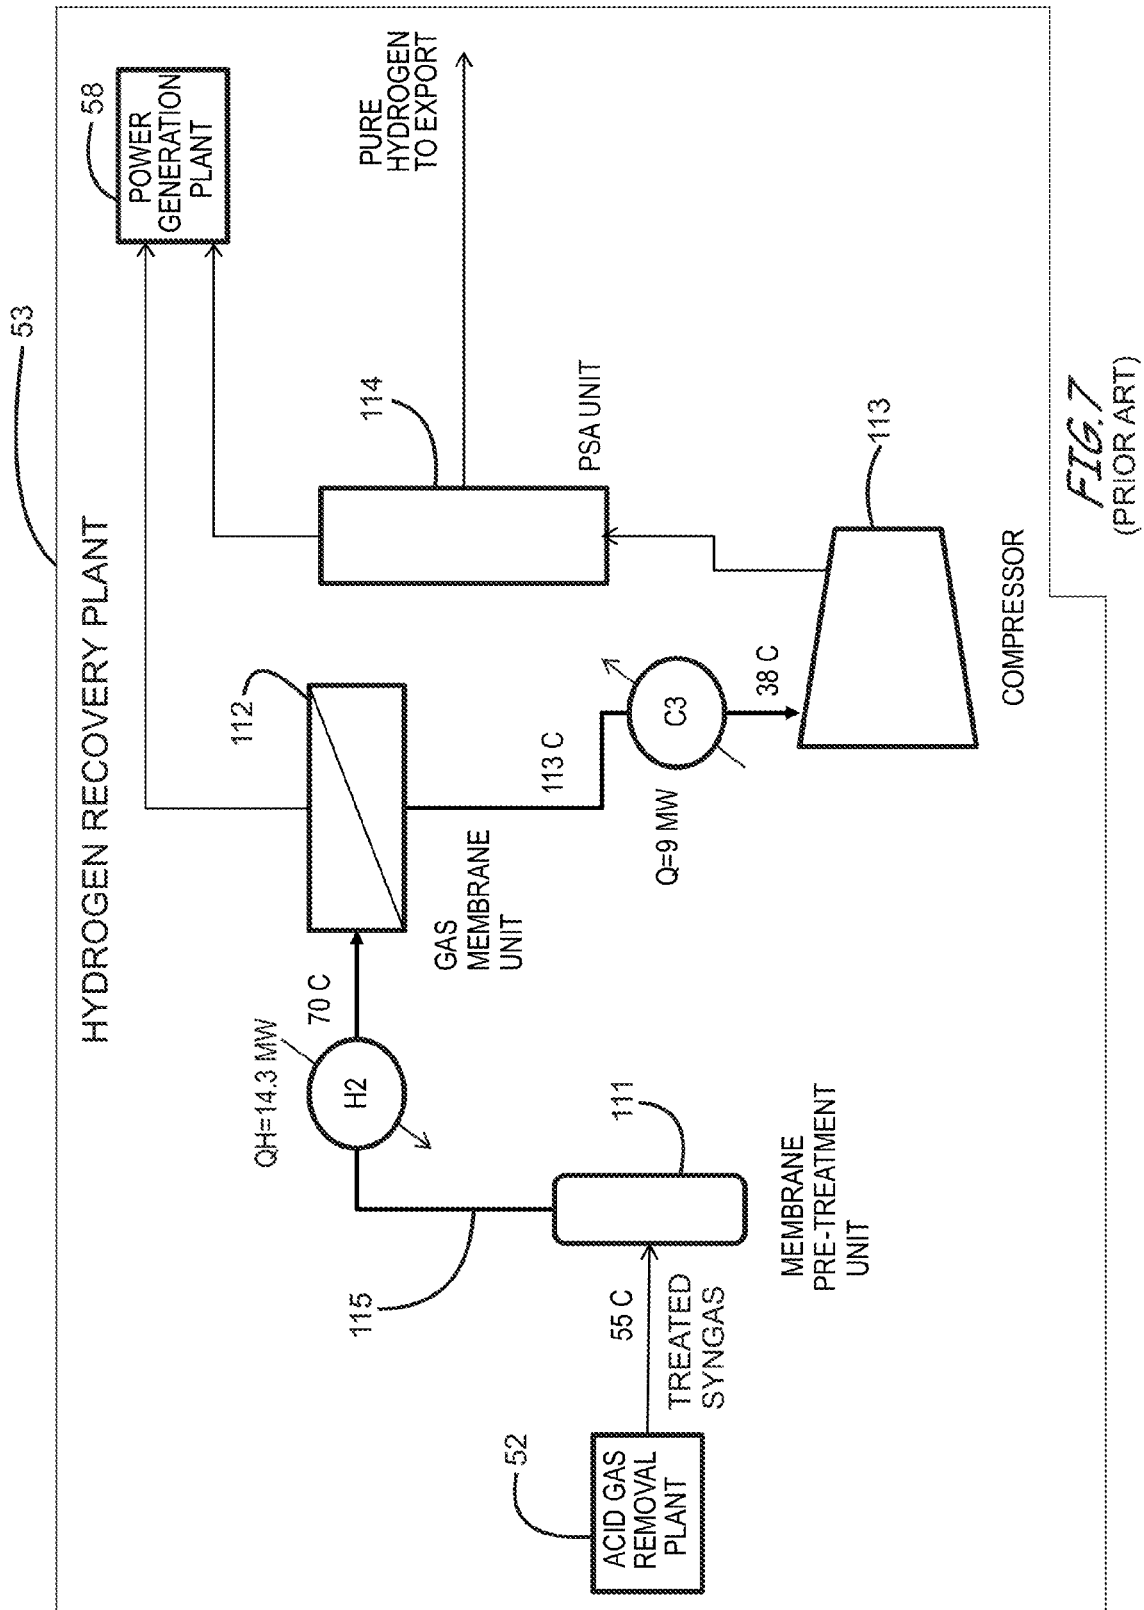 53
HYDROGEN RECOVERY PLANT
58
POWER
GENERATION
PLANT
QH=14.3 MW
H2
70 C
112
GAS
MEMBRANE
UNIT
113 C
Q=9 MW
C3
38 C
114
PSA UNIT
PURE
HYDROGEN
TO EXPORT
52
ACID GAS
REMOVAL
PLANT
55 C
TREATED
SYNGAS
115
111
MEMBRANE
PRE-TREATMENT
UNIT
COMPRESSOR
113
FIG.7
(PRIOR ART)